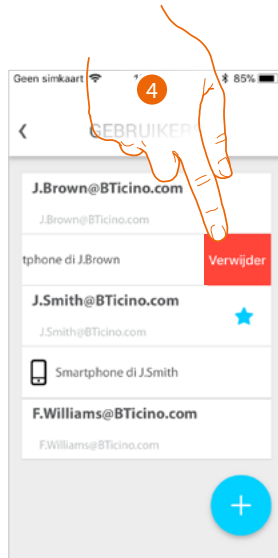 Geen simkaart 85%
4
GEBRUIKERS
J.Brown@BTicino.com
J.Brown@BTicino.com
tphone di J.Brown Verwijder
J.Smith@BTicino.com
J.Smith@BTicino.com
Smartphone di J.Smith
F.Williams@BTicino.com
F.Williams@BTicino.com
+